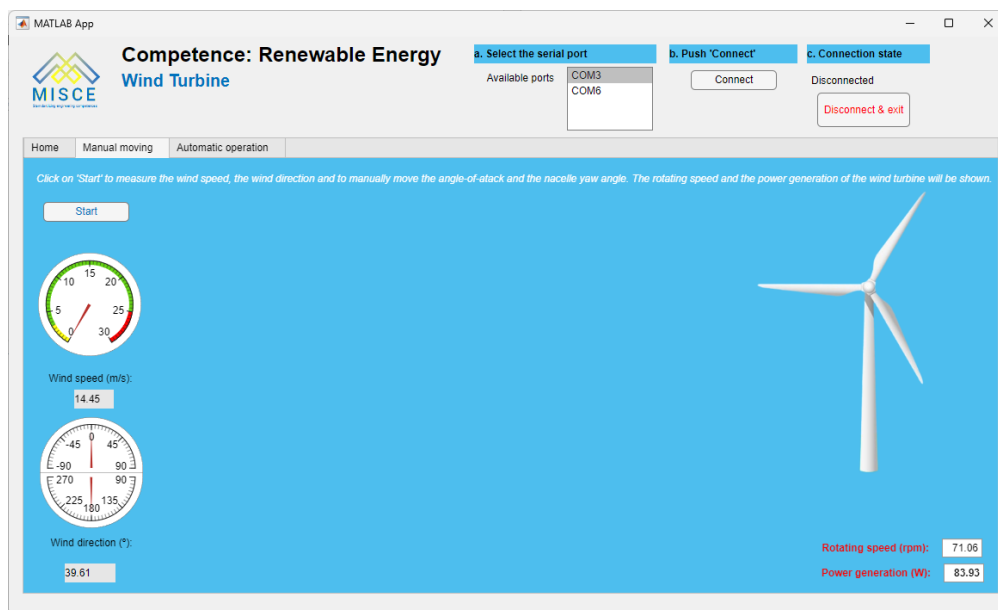 MATLAB App
Competence: Renewable Energy
Wind Turbine
MISCE
a. Select the serial port
Available ports
COM3
COM6
b. Push 'Connect'
Connect
c. Connection state
Disconnected
Disconnect & exit
Home
Manual moving
Automatic operation
Click on 'Start' to measure the wind speed, the wind direction and to manually move the angle-of-atack and the nacelle yaw angle. The rotating speed and the power generation of the wind turbine will be shown.
Start
0
5
10
15
20
25
30
Wind speed (m/s):
14.45
-90
-45
0
45
90
270
225
180
135
90
Wind direction (º):
39.61
Rotating speed (rpm):
71.06
Power generation (W):
83.93